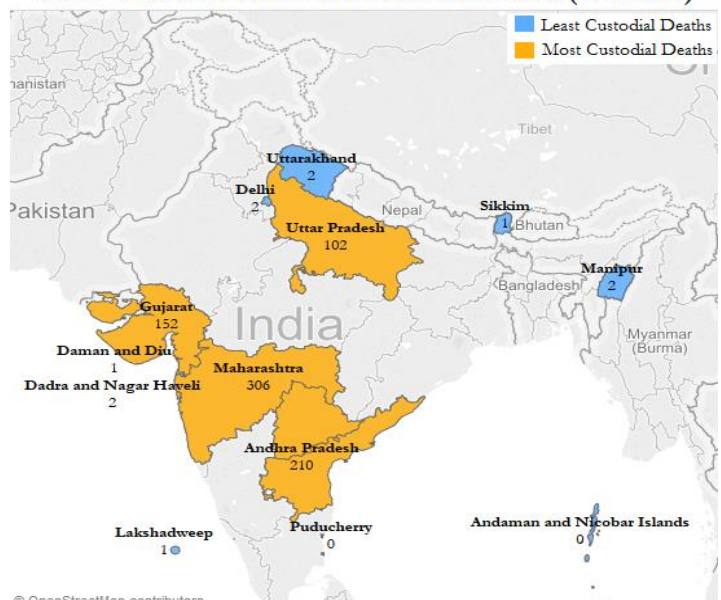 Least Custodial Deaths
Most Custodial Deaths
Tibet
Uttarakhand
2
Delhi
2
Pakistan
Nepal
Sikkim
1
Bhutan
Uttar Pradesh
102
Manipur
2
Bangladesh
Gujarat
152
India
Myanmar
(Burma)
Daman and Diu
1
Maharashtra
306
Dadra and Nagar Haveli
2
Andhra Pradesh
210
Lakshadweep
1
Puducherry
0
Andaman and Nicobar Islands
0